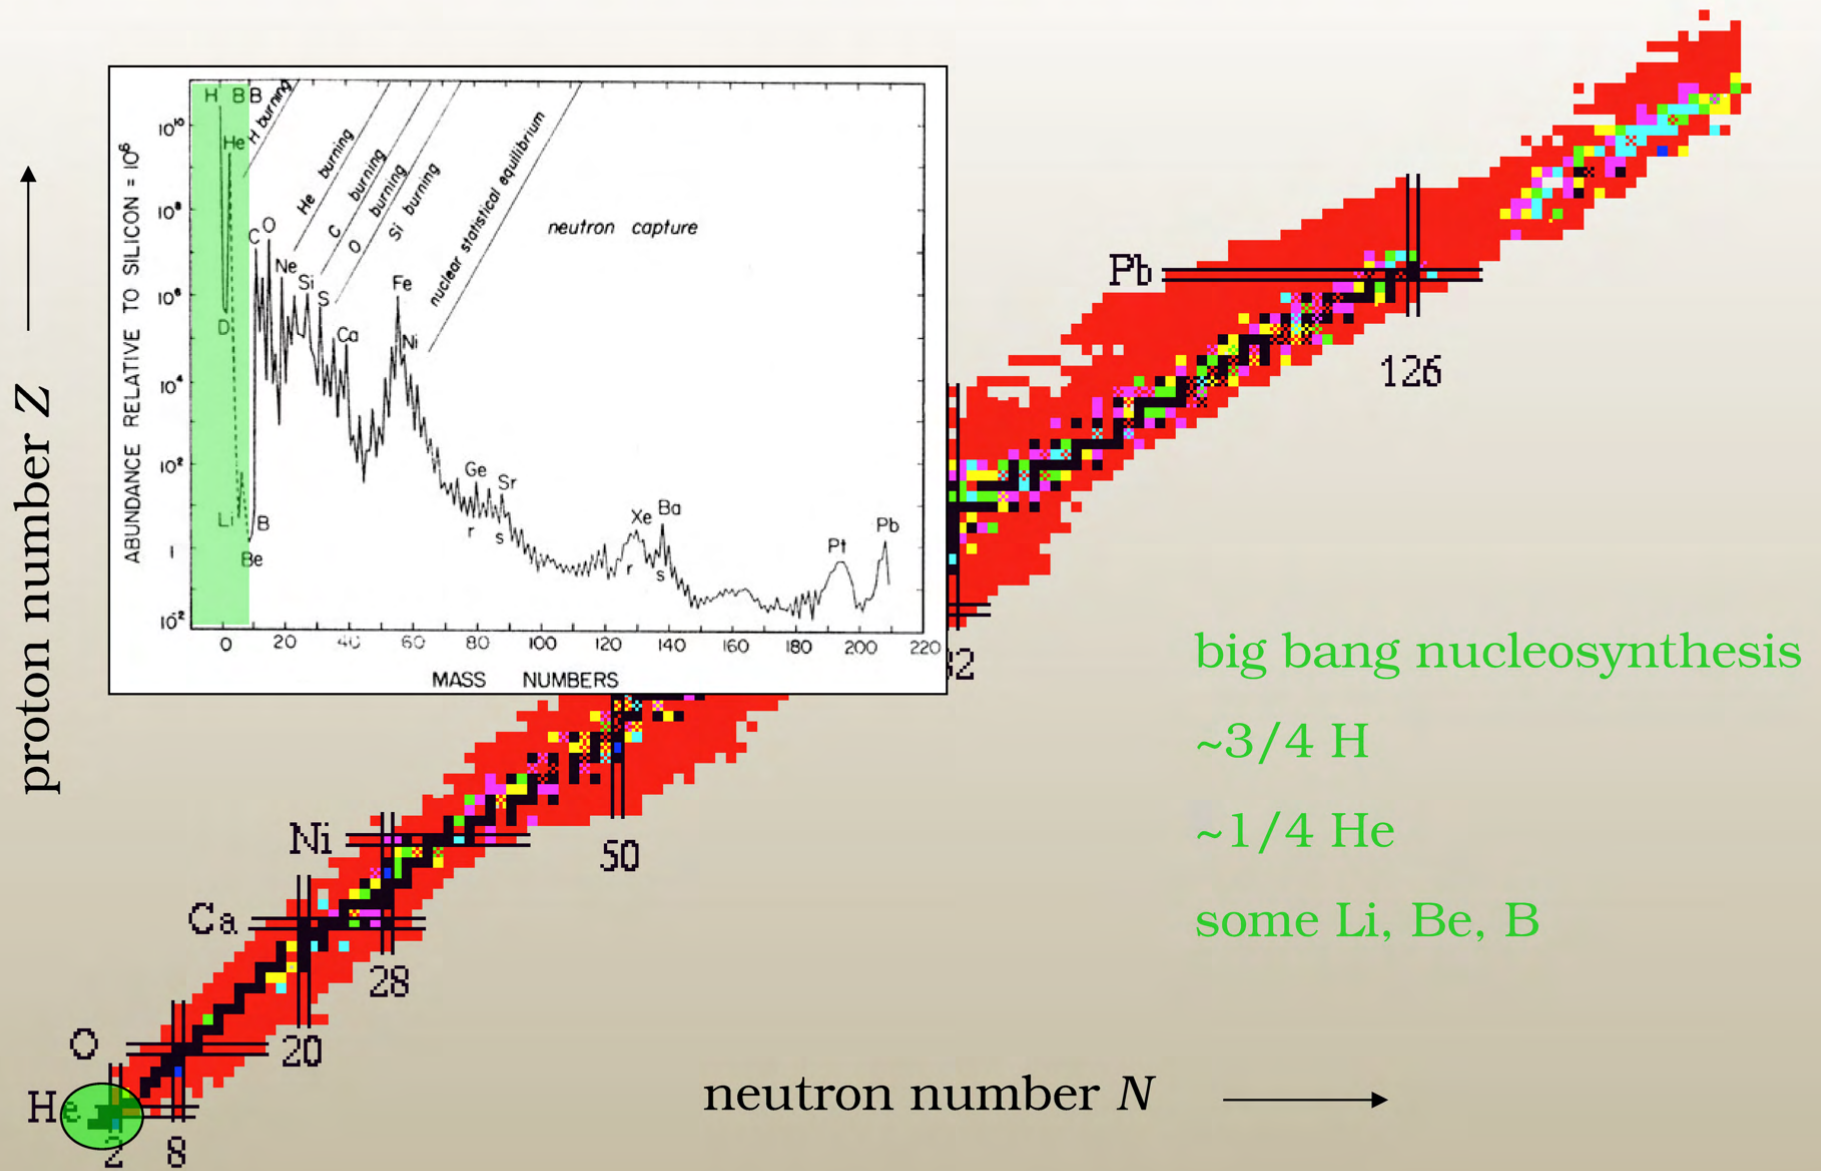 proton number Z
ABUNDANCE RELATIVE TO SILICON = 10⁶
10¹⁰
10⁸
10⁶
10⁴
10²
1
10⁻²
H
BB
He
D
Li
Be
B
H burning
He burning
C burning
O burning
Si burning
nuclear statistical equilibrium
neutron capture
C
O
Ne
Si
S
Ca
Fe
Ni
Ge
Sr
r
s
Xe
Ba
r
s
Pt
Pb
0 20 40 60 80 100 120 140 160 180 200 220
MASS NUMBERS
Pb
126
82
Ni
50
Ca
28
O
20
He
2
8
big bang nucleosynthesis
~3/4 H
~1/4 He
some Li, Be, B
neutron number N